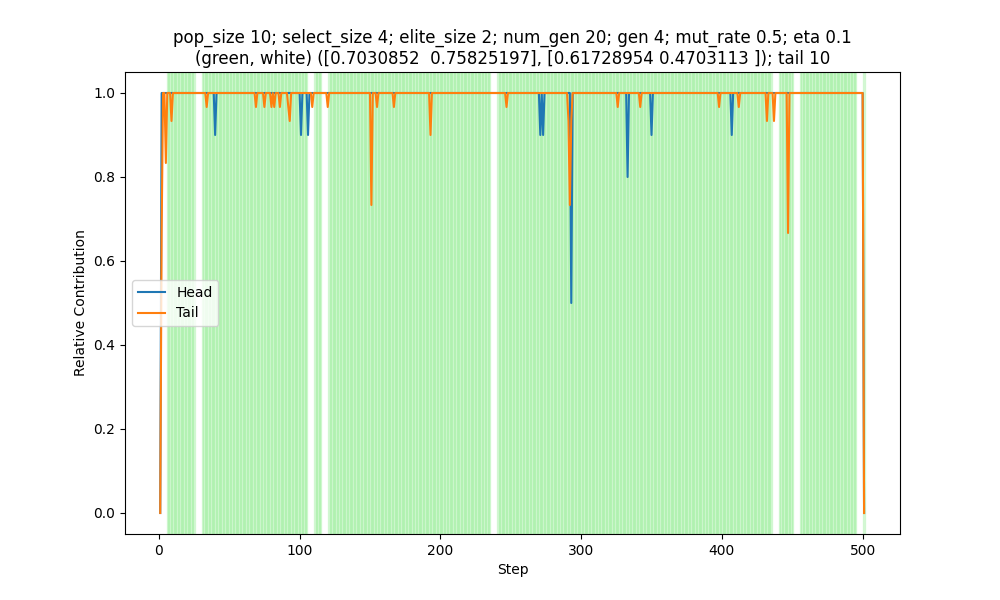 pop_size 10; select_size 4; elite_size 2; num_gen 20; gen 4; mut_rate 0.5; eta 0.1
(green, white) ([0.7030852  0.75825197], [0.61728954 0.4703113 ]); tail 10
1.0
0.8
0.6
0.4
0.2
0.0
Relative Contribution
Head
Tail
0
100
200
300
400
500
Step